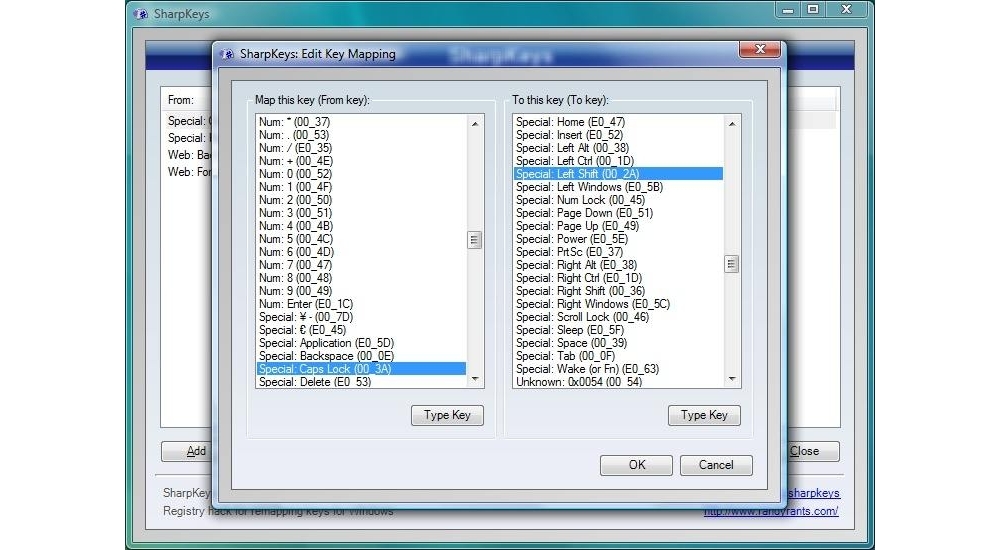 SharpKeys
SharpKeys: Edit Key Mapping
SharpKeys
From:
Special:
Special:
Web: Ba
Web: For
Map this key (From key):
Num: * (00_37)
Num: . (00_53)
Num: / (E0_35)
Num: + (00_4E)
Num: 0 (00_52)
Num: 1 (00_4F)
Num: 2 (00_50)
Num: 3 (00_51)
Num: 4 (00_4B)
Num: 5 (00_4C)
Num: 6 (00_4D)
Num: 7 (00_47)
Num: 8 (00_48)
Num: 9 (00_49)
Num: Enter (E0_1C)
Special: ¥ - (00_7D)
Special: € (E0_45)
Special: Application (E0_5D)
Special: Backspace (00_0E)
Special: Caps Lock (00_3A)
Special: Delete (E0_53)
Type Key
To this key (To key):
Special: Home (E0_47)
Special: Insert (E0_52)
Special: Left Alt (00_38)
Special: Left Ctrl (00_1D)
Special: Left Shift (00_2A)
Special: Left Windows (E0_5B)
Special: Num Lock (00_45)
Special: Page Down (E0_51)
Special: Page Up (E0_49)
Special: Power (E0_5E)
Special: PrtSc (E0_37)
Special: Right Alt (E0_38)
Special: Right Ctrl (E0_1D)
Special: Right Shift (00_36)
Special: Right Windows (E0_5C)
Special: Scroll Lock (00_46)
Special: Sleep (E0_5F)
Special: Space (00_39)
Special: Tab (00_0F)
Special: Wake (or Fn) (E0_63)
Unknown: 0x0054 (00_54)
Type Key
OK Cancel
Add Close
SharpKey sharpkeys
Registry hack for remapping keys for Windows http://www.randyrants.com/